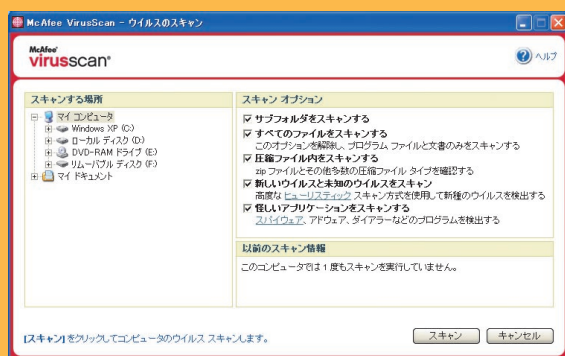 McAfee VirusScan - ウイルスのスキャン
McAfee
virusscan
ヘルプ
スキャンする場所
マイ コンピュータ
Windows XP (C:)
ローカル ディスク (D:)
DVD-RAM ドライブ (E:)
リムーバブル ディスク (F:)
マイ ドキュメント
スキャン オプション
サブフォルダをスキャンする
すべてのファイルをスキャンする
このオプションを解除し、プログラム ファイルと文書のみをスキャンする
圧縮ファイル内をスキャンする
zip ファイルとその他多数の圧縮ファイル タイプを確認する
新しいウイルスと未知のウイルスをスキャン
高度な ヒューリスティック スキャン方式を使用して新種のウイルスを検出する
怪しいアプリケーションをスキャンする
スパイウェア、アドウェア、ダイアラーなどのプログラムを検出する
以前のスキャン情報
このコンピュータでは 1 度もスキャンを実行していません。
[スキャン] をクリックしてコンピュータのウイルス スキャンします。
スキャン
キャンセル